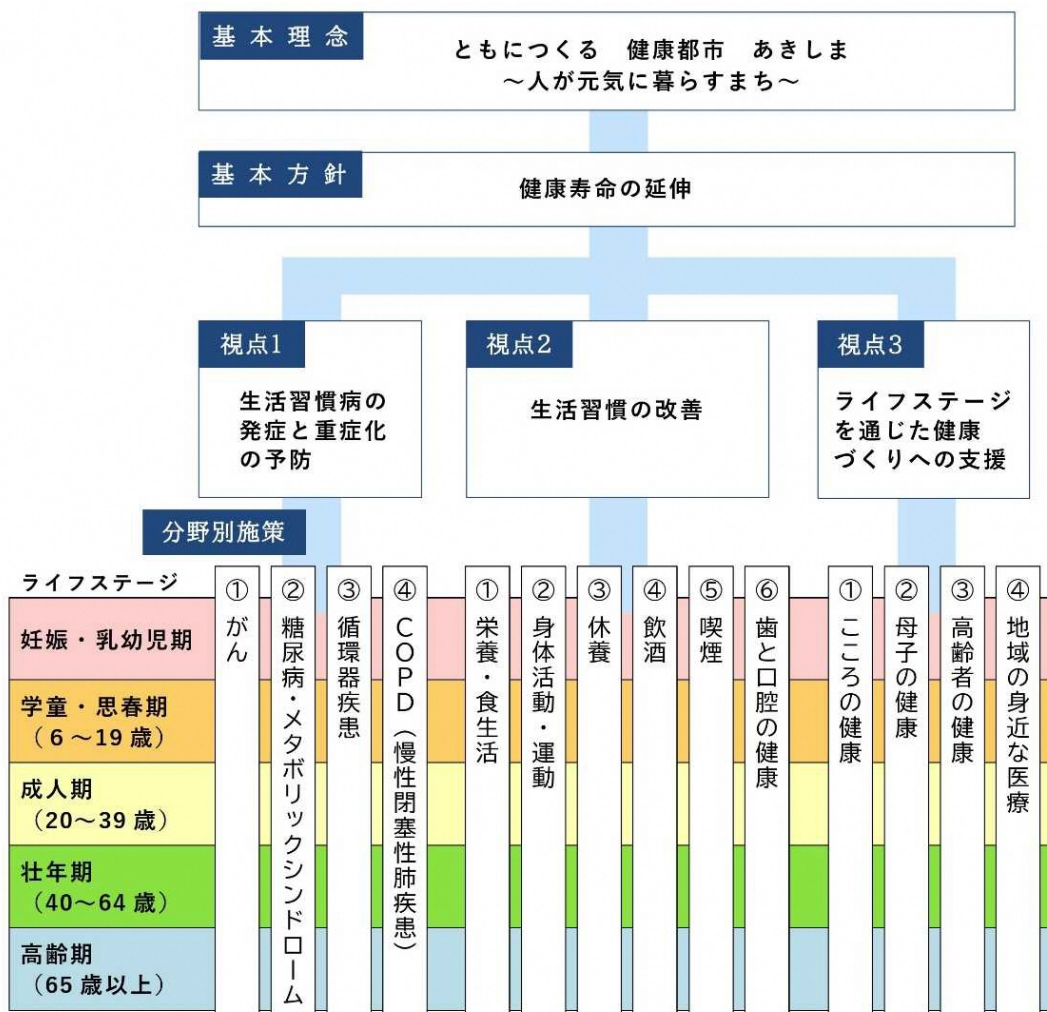 基本理念
ともにつくる　健康都市　あきしま
～人が元気に暮らすまち～
基本方針
健康寿命の延伸
視点1
生活習慣病の
発症と重症化
の予防
視点2
生活習慣の改善
視点3
ライフステージ
を通じた健康
づくりへの支援
分野別施策
ライフステージ
妊娠・乳幼児期
学童・思春期
（６～19 歳）
成人期
（20～39 歳）
壮年期
（40～64 歳）
高齢期
（65 歳以上）
①がん
②糖尿病・メタボリックシンドローム
③循環器疾患
④ＣＯＰＤ（慢性閉塞性肺疾患）
①栄養・食生活
②身体活動・運動
③休養
④飲酒
⑤喫煙
⑥歯と口腔の健康
①こころの健康
②母子の健康
③高齢者の健康
④地域の身近な医療